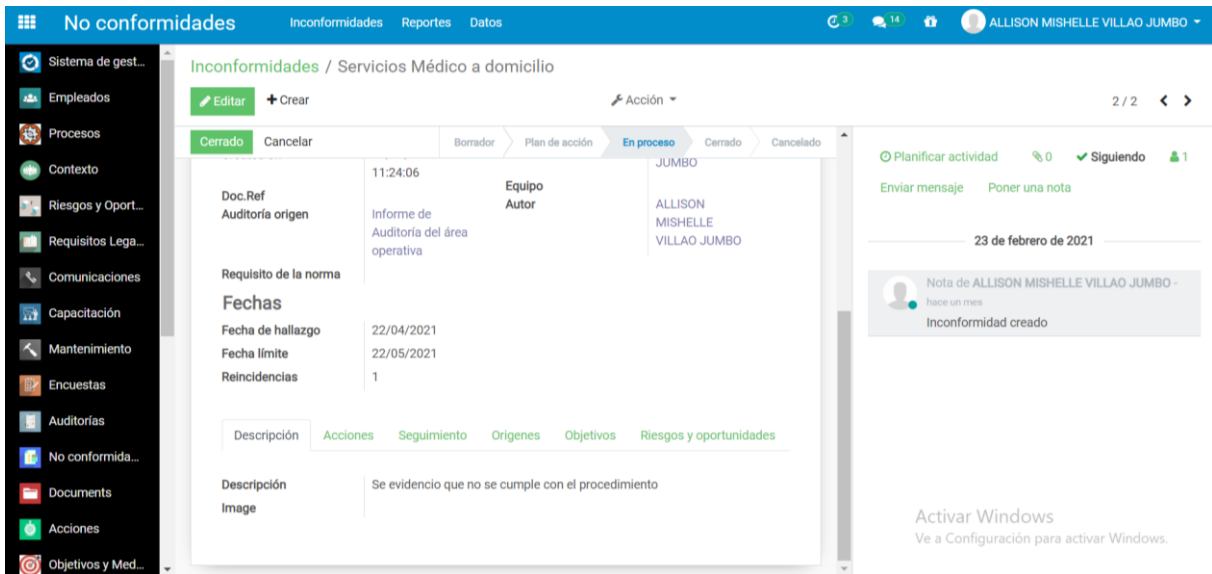 No conformidades
Inconformidades Reportes Datos
3 14 ALLISON MISHELLE VILLAO JUMBO
Sistema de gest...
Empleados
Procesos
Contexto
Riesgos y Oport...
Requisitos Lega...
Comunicaciones
Capacitación
Mantenimiento
Encuestas
Auditorías
No conformida...
Documents
Acciones
Objetivos y Med...
Inconformidades / Servicios Médico a domicilio
Editar Crear Acción 2 / 2
Cerrado Cancelar Borrador Plan de acción En proceso Cerrado Cancelado
JUMBO
11:24:06
Equipo
Doc.Ref
Autor ALLISON
MISHELLE
VILLAO JUMBO
Auditoría origen Informe de
Auditoría del área
operativa
Requisito de la norma
Fechas
Fecha de hallazgo 22/04/2021
Fecha límite 22/05/2021
Reincidencias 1
Descripción Acciones Seguimiento Origenes Objetivos Riesgos y oportunidades
Descripción Se evidencio que no se cumple con el procedimiento
Image
Planificar actividad 0 Siguiendo 1
Enviar mensaje Poner una nota
23 de febrero de 2021
Nota de ALLISON MISHELLE VILLAO JUMBO -
hace un mes
Inconformidad creado
Activar Windows
Ve a Configuración para activar Windows.